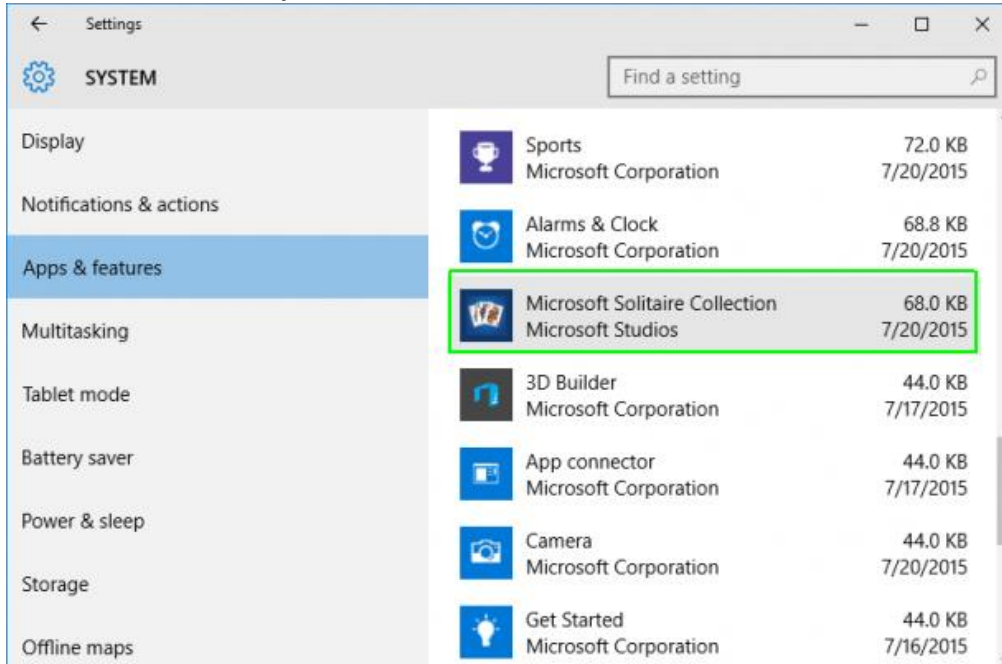 Settings
SYSTEM
Find a setting
Display
Notifications & actions
Apps & features
Multitasking
Tablet mode
Battery saver
Power & sleep
Storage
Offline maps
Sports 72.0 KB
Microsoft Corporation 7/20/2015
Alarms & Clock 68.8 KB
Microsoft Corporation 7/20/2015
Microsoft Solitaire Collection 68.0 KB
Microsoft Studios 7/20/2015
3D Builder 44.0 KB
Microsoft Corporation 7/17/2015
App connector 44.0 KB
Microsoft Corporation 7/17/2015
Camera 44.0 KB
Microsoft Corporation 7/20/2015
Get Started 44.0 KB
Microsoft Corporation 7/16/2015